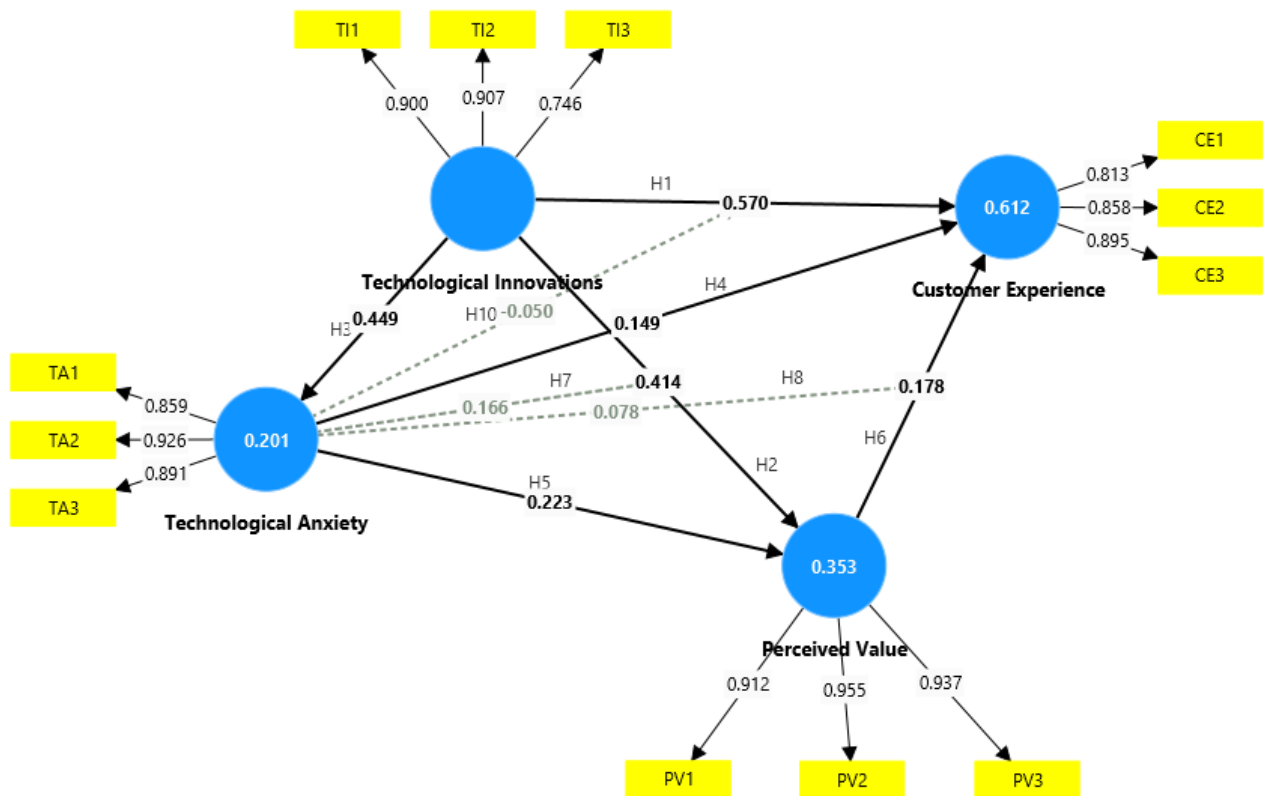 TI1
TI2
TI3
0.900
0.907
0.746
CE1
0.813
H1
0.570
0.612
0.858
CE2
0.895
CE3
Technological Innovations
H4
Customer Experience
H3
0.449
H10
-0.050
0.149
TA1
0.859
H7
0.414
H8
0.178
0.166
0.078
TA2
0.926
0.201
H6
0.891
TA3
H5
H2
0.223
Technological Anxiety
0.353
Perceived Value
0.912
0.955
0.937
PV1
PV2
PV3